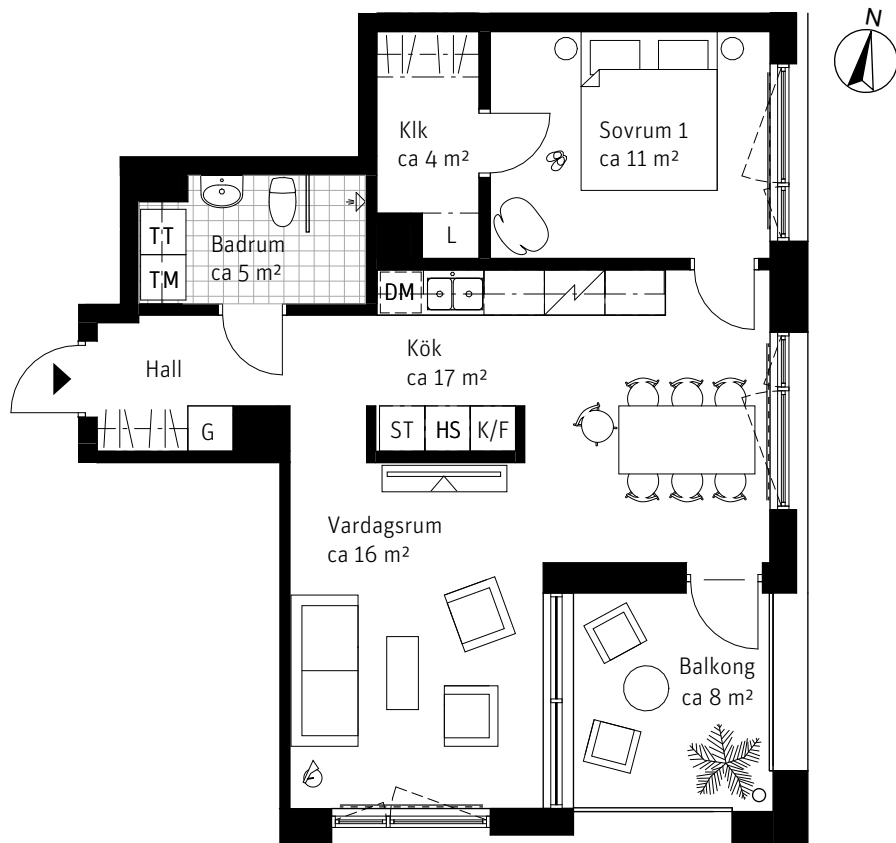 N
Klk
ca 4 m²
Sovrum 1
ca 11 m²
TT
TM
Badrum
ca 5 m²
L
DM
Hall
Kök
ca 17 m²
G
ST
HS
K/F
Vardagsrum
ca 16 m²
Balkong
ca 8 m²